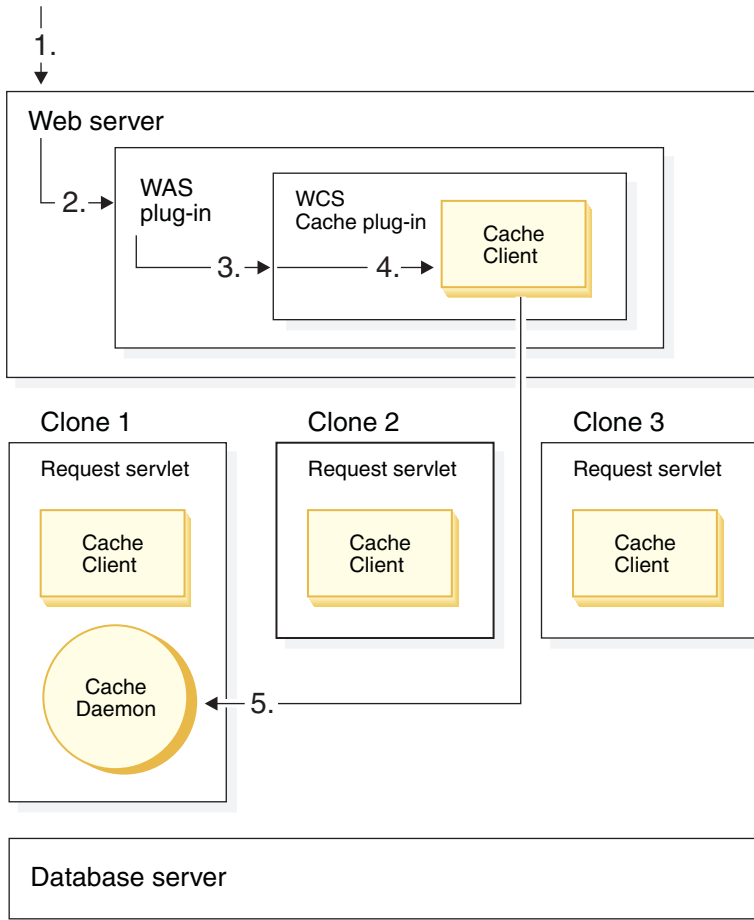 1.
Web server
2.
WAS
plug-in
3.
WCS
Cache plug-in
4.
Cache
Client
Clone 1
Request servlet
Cache
Client
Cache
Daemon
Clone 2
Request servlet
Cache
Client
Clone 3
Request servlet
Cache
Client
5.
Database server